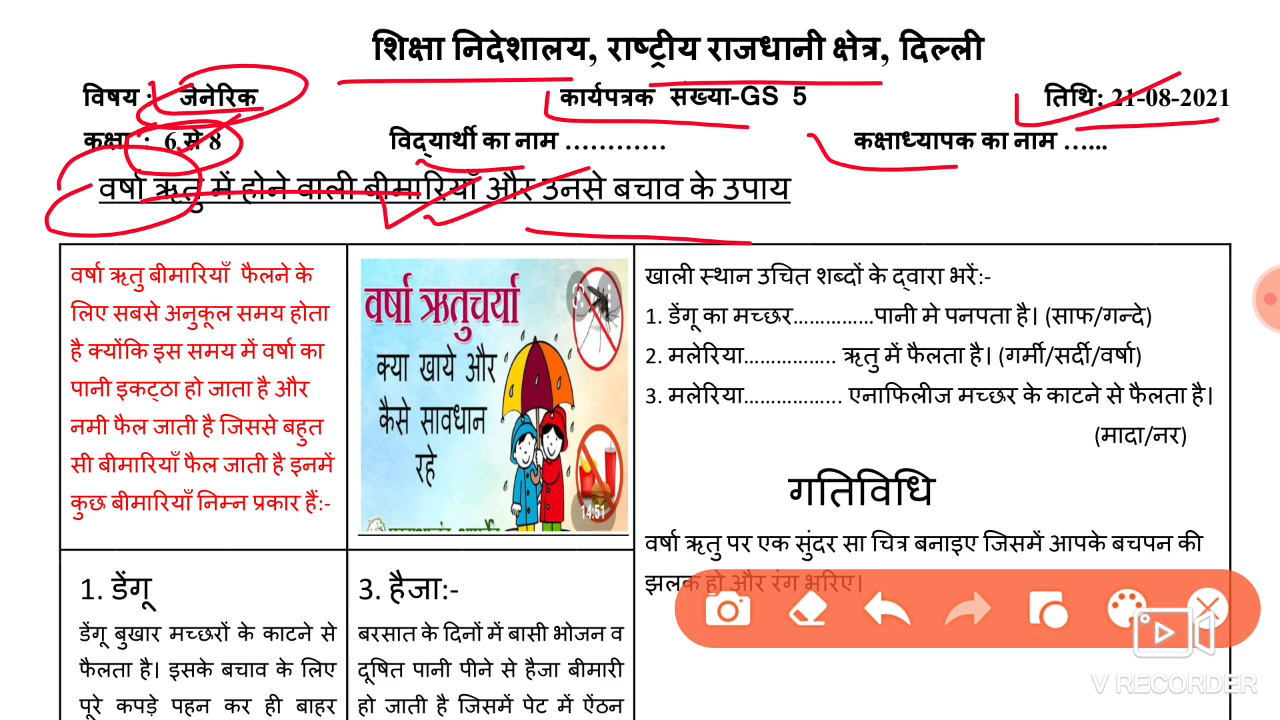 शिक्षा निदेशालय, राष्ट्रीय राजधानी क्षेत्र, दिल्ली
विषय : जेनेरिक कार्यपत्रक संख्या-GS 5 तिथि: 21-08-2021
कक्षा : 6 से 8 विद्यार्थी का नाम ………… कक्षाध्यापक का नाम …...
वर्षा ऋतु में होने वाली बीमारियाँ और उनसे बचाव के उपाय
वर्षा ऋतु बीमारियाँ फैलने के
लिए सबसे अनुकूल समय होता
है क्योंकि इस समय में वर्षा का
पानी इकट्ठा हो जाता है और
नमी फैल जाती है जिससे बहुत
सी बीमारियाँ फैल जाती है इनमें
कुछ बीमारियाँ निम्न प्रकार हैं:-
वर्षा ऋतुचर्या
क्या खाये और
कैसे सावधान
रहे
14:51
खाली स्थान उचित शब्दों के द्वारा भरें:-
1. डेंगू का मच्छर……………पानी मे पनपता है। (साफ/गन्दे)
2. मलेरिया…………….. ऋतु में फैलता है। (गर्मी/सर्दी/वर्षा)
3. मलेरिया……………... एनाफिलीज मच्छर के काटने से फैलता है।
(मादा/नर)
गतिविधि
वर्षा ऋतु पर एक सुंदर सा चित्र बनाइए जिसमें आपके बचपन की
झलक हो और रंग भरिए।
1. डेंगू
डेंगू बुखार मच्छरों के काटने से
फैलता है। इसके बचाव के लिए
पूरे कपड़े पहन कर ही बाहर
3. हैजा:-
बरसात के दिनों में बासी भोजन व
दूषित पानी पीने से हैजा बीमारी
हो जाती है जिसमें पेट में ऐंठन
V RECORDER